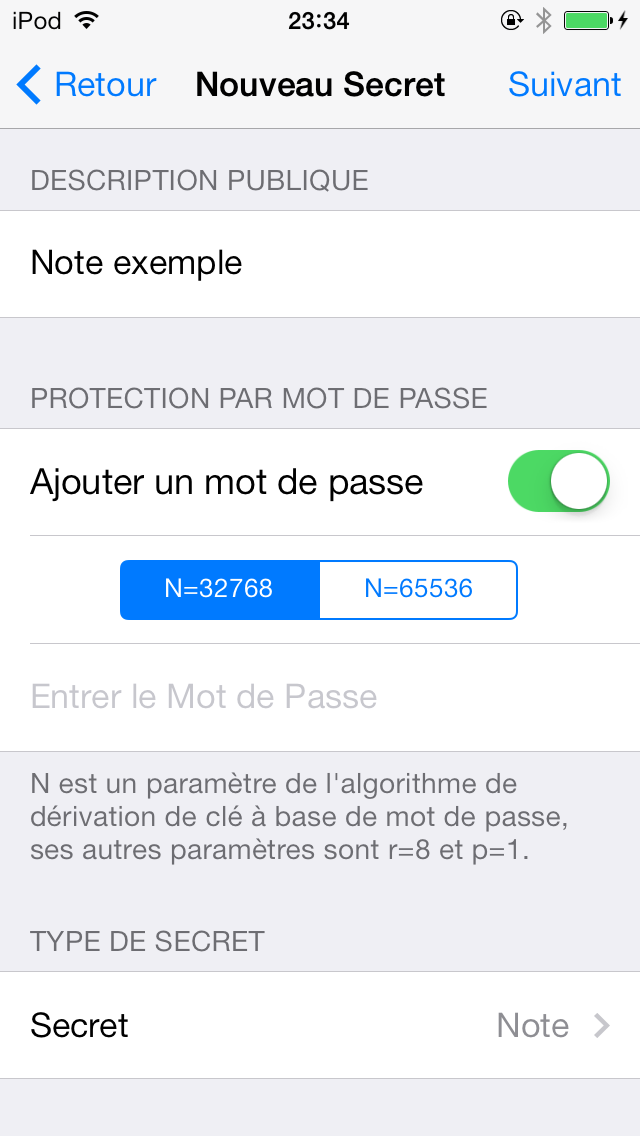 iPod 23:34
Retour Nouveau Secret Suivant
DESCRIPTION PUBLIQUE
Note exemple
PROTECTION PAR MOT DE PASSE
Ajouter un mot de passe
N=32768 N=65536
Entrer le Mot de Passe
N est un paramètre de l'algorithme de
dérivation de clé à base de mot de passe,
ses autres paramètres sont r=8 et p=1.
TYPE DE SECRET
Secret Note